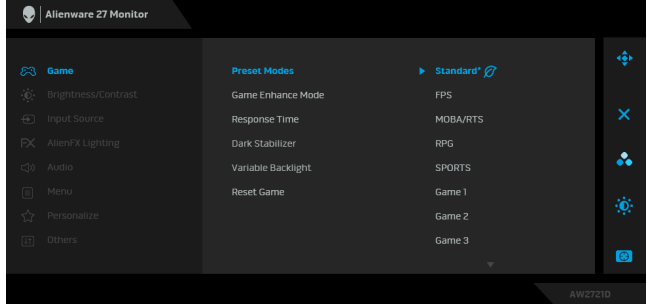 Alienware 27 Monitor
Game
Preset Modes
Standard*
Brightness/Contrast
Game Enhance Mode
FPS
Input Source
Response Time
MOBA/RTS
AlienFX Lighting
Dark Stabilizer
RPG
Audio
Variable Backlight
SPORTS
Menu
Reset Game
Game 1
Personalize
Game 2
Others
Game 3
AW2721D